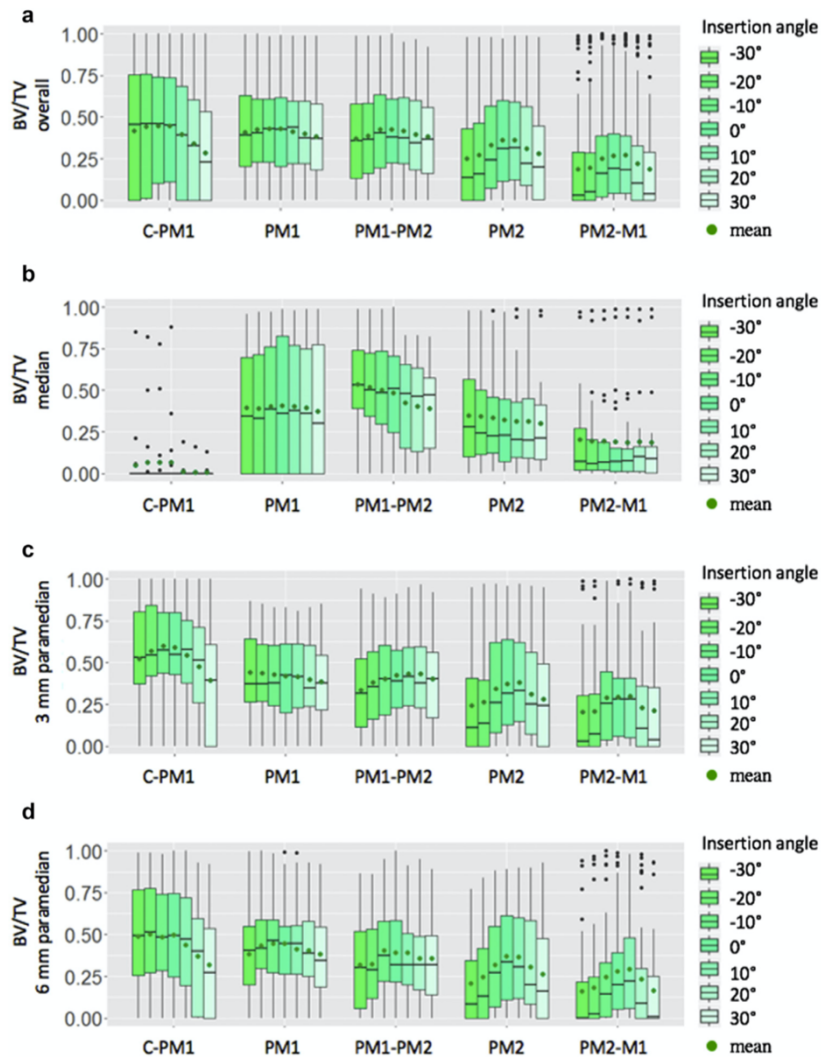 a
Insertion angle
1.00
0.75
0.50
0.25
0.00
BV/TV
overall
-30°
-20°
-10°
0°
10°
20°
30°
mean
C-PM1 PM1 PM1-PM2 PM2 PM2-M1
b
Insertion angle
1.00
0.75
0.50
0.25
0.00
BV/TV
median
-30°
-20°
-10°
0°
10°
20°
30°
mean
C-PM1 PM1 PM1-PM2 PM2 PM2-M1
c
Insertion angle
1.00
0.75
0.50
0.25
0.00
BV/TV
3 mm paramedian
-30°
-20°
-10°
0°
10°
20°
30°
mean
C-PM1 PM1 PM1-PM2 PM2 PM2-M1
d
Insertion angle
1.00
0.75
0.50
0.25
0.00
BV/TV
6 mm paramedian
-30°
-20°
-10°
0°
10°
20°
30°
mean
C-PM1 PM1 PM1-PM2 PM2 PM2-M1